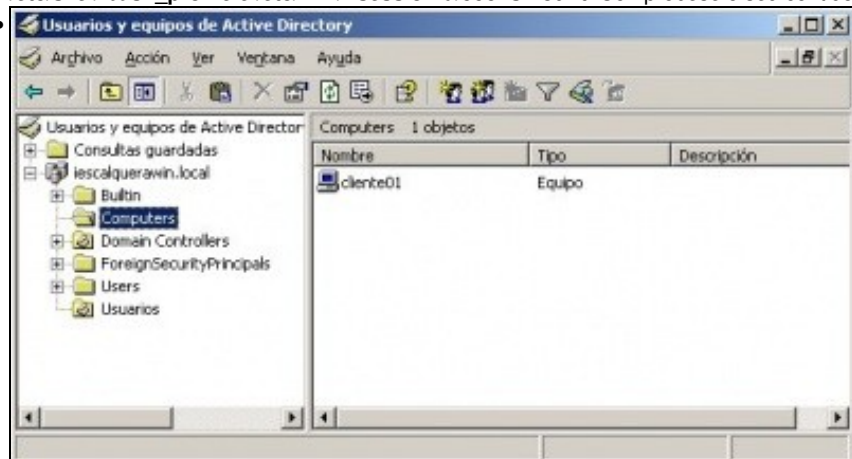 Usuarios y equipos de Active Directory
Archivo Acción Ver Ventana Ayuda
Usuarios y equipos de Active Director
Consultas guardadas
iescalquerawin.local
Builtin
Computers
Domain Controllers
ForeignSecurityPrincipals
Users
Usuarios
Computers 1 objetos
Nombre Tipo Descripción
cliente01 Equipo